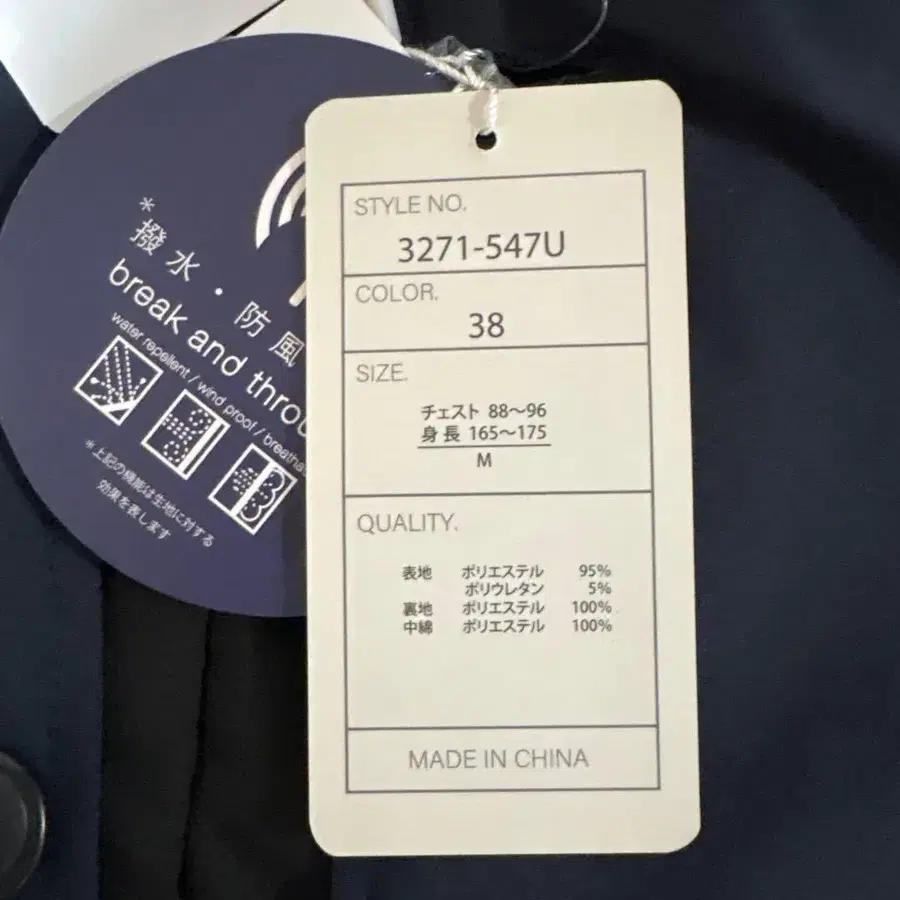 *
撥水・防風
break and throu
water repellent / wind proof / breatha
*上記の機能は生地に対する
効果を表します
STYLE NO.
3271-547U
COLOR.
38
SIZE.
チェスト 88～96
身長 165～175
M
QUALITY.
表地 ポリエステル 95%
ポリウレタン 5%
裏地 ポリエステル 100%
中綿 ポリエステル 100%
MADE IN CHINA